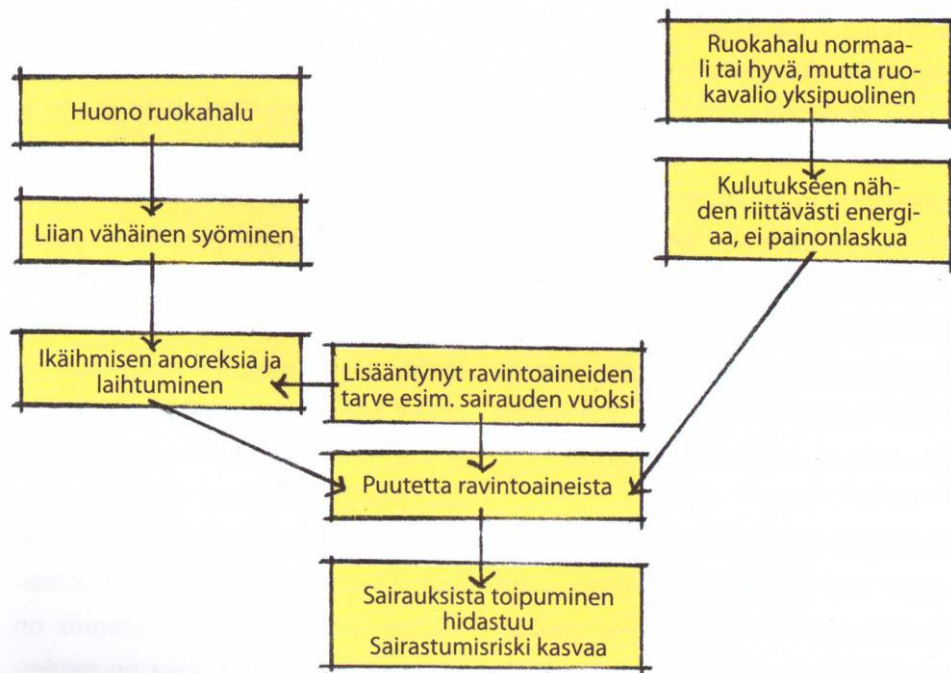 Huono ruokahalu
Liian vähäinen syöminen
Ikäihmisen anoreksia ja
laihtuminen
Lisääntynyt ravintoaineiden
tarve esim. sairauden vuoksi
Ruokahalu normaa-
li tai hyvä, mutta ruo-
kavalio yksipuolinen
Kulutukseen näh-
den riittävästi energi-
aa, ei painonlaskua
Puutetta ravintoaineista
Sairauksista toipuminen
hidastuu
Sairastumisriski kasvaa